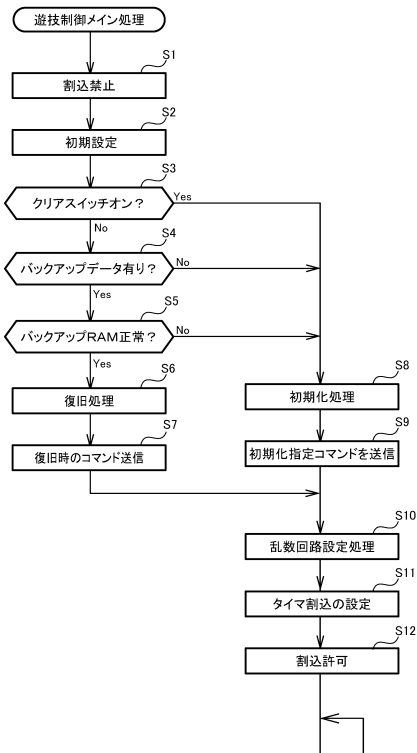 遊技制御メイン処理
S1
割込禁止
S2
初期設定
S3
クリアスイッチオン？
Yes
No
S4
バックアップデータ有り？
No
Yes
S5
バックアップRAM正常？
No
Yes
S6
復旧処理
S7
復旧時のコマンド送信
S8
初期化処理
S9
初期化指定コマンドを送信
S10
乱数回路設定処理
S11
タイマ割込の設定
S12
割込許可